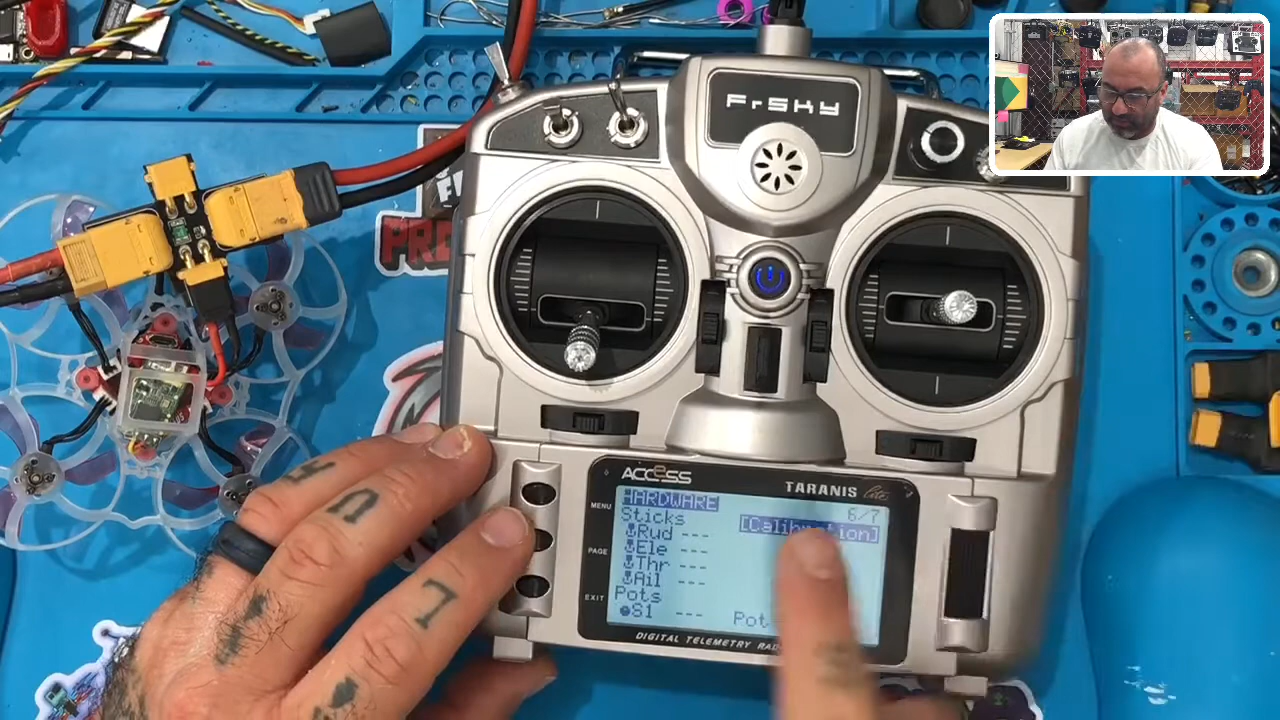 FrSKY
ACCESS
TARANIS Lite
MENU
PAGE
EXIT
HARDWARE 6/7
Sticks [Calibration]
Rud ---
Ele ---
Thr ---
Ail ---
Pots
S1 --- Pot
DIGITAL TELEMETRY